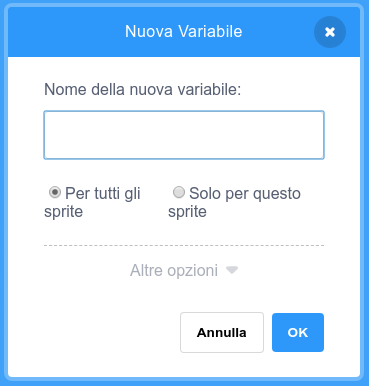 Nuova Variabile
Nome della nuova variabile:
Per tutti gli sprite
Solo per questo sprite
Altre opzioni
Annulla
OK